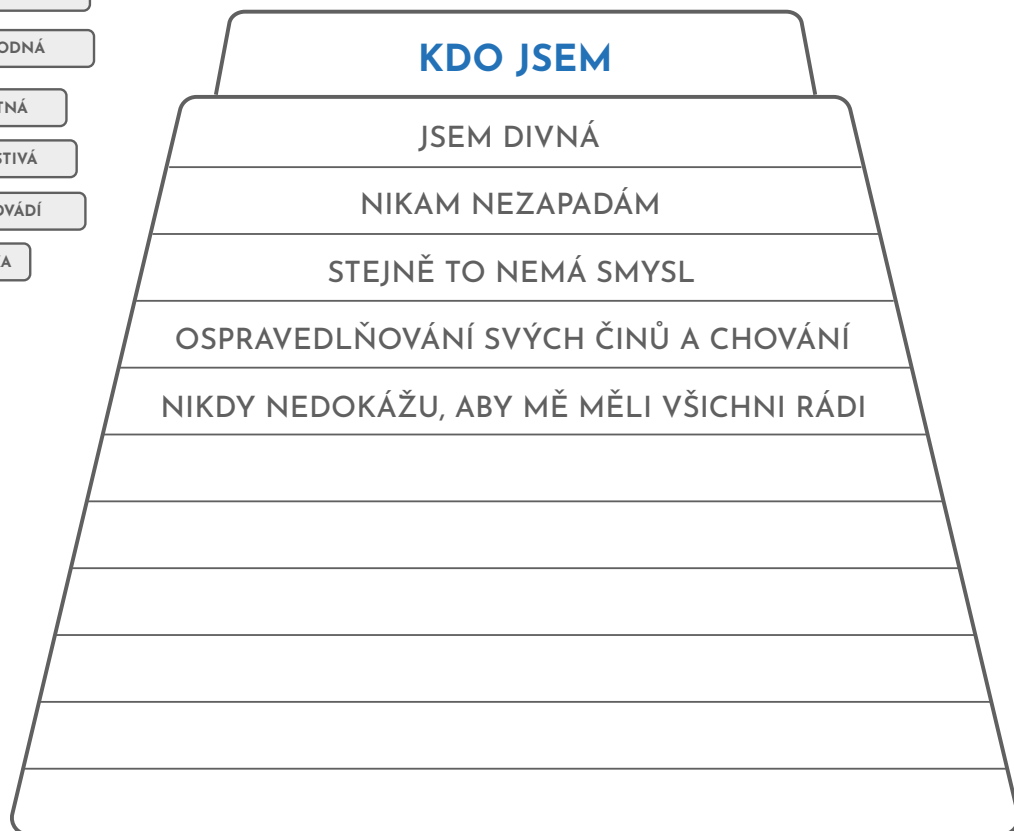 KDO JSEM
JSEM DIVNÁ
NIKAM NEZAPADÁM
STEJNĚ TO NEMÁ SMYSL
OSPRAVEDLŇOVÁNÍ SVÝCH ČINŮ A CHOVÁNÍ
NIKDY NEDOKÁŽU, ABY MĚ MĚLI VŠICHNI RÁDI